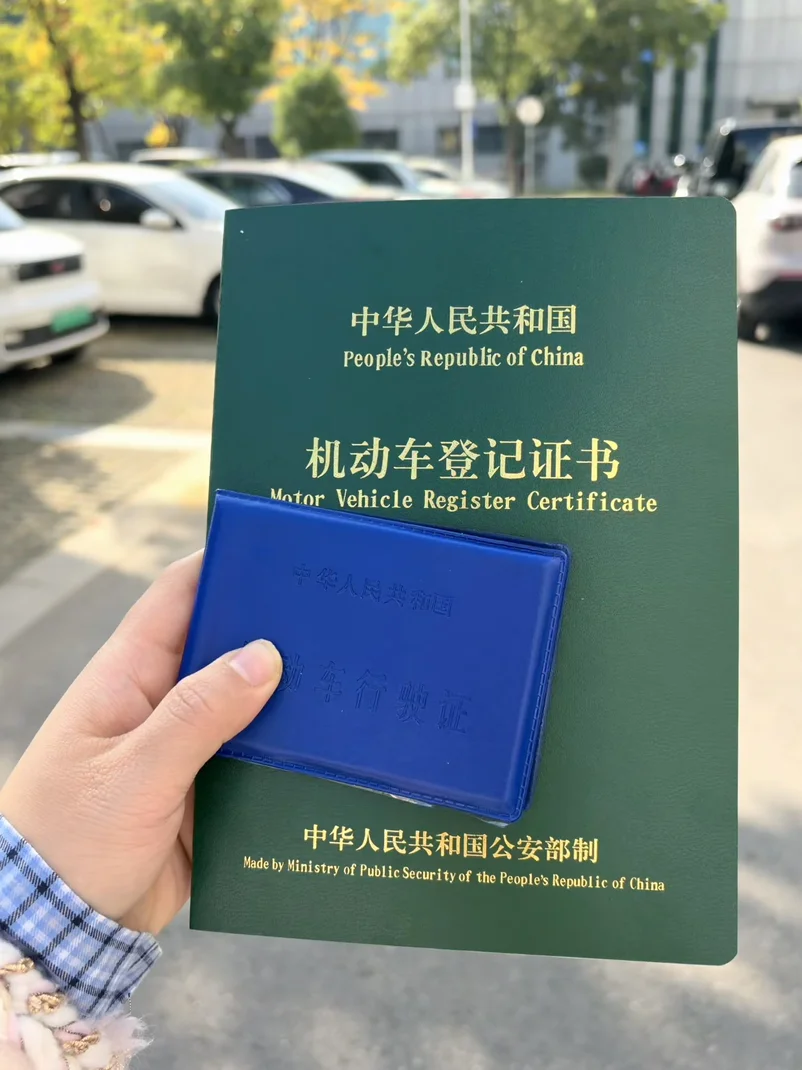 中华人民共和国
People's Republic of China
机动车登记证书
Motor Vehicle Register Certificate
中华人民共和国
动车行驶证
中华人民共和国公安部制
Made by Ministry of Public Security of the People's Republic of China